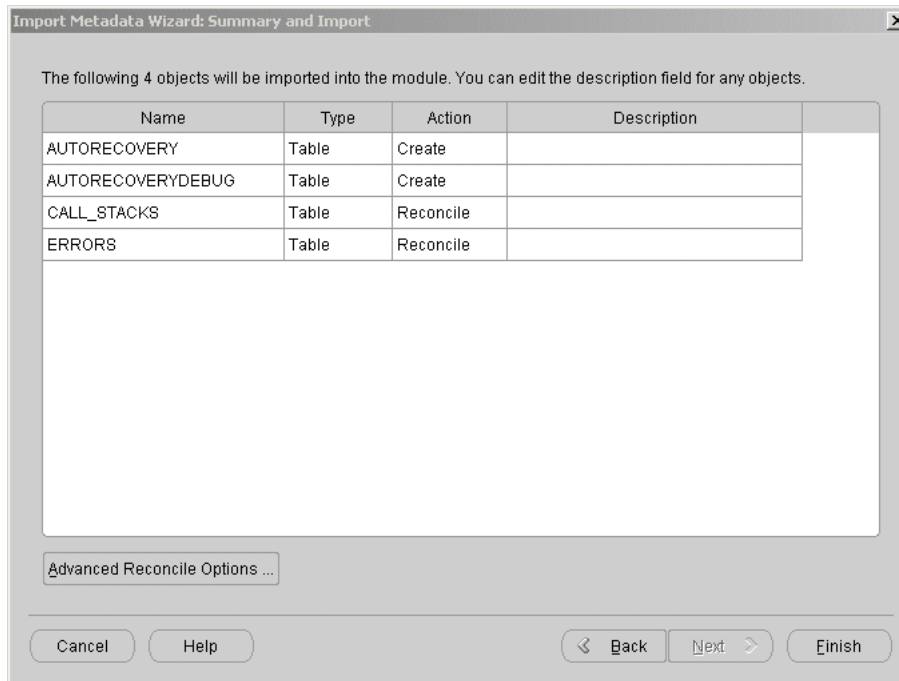 Import Metadata Wizard: Summary and Import
The following 4 objects will be imported into the module. You can edit the description field for any objects.
Name Type Action Description
AUTORECOVERY Table Create
AUTORECOVERYDEBUG Table Create
CALL_STACKS Table Reconcile
ERRORS Table Reconcile
Advanced Reconcile Options ...
Cancel Help Back Next Finish